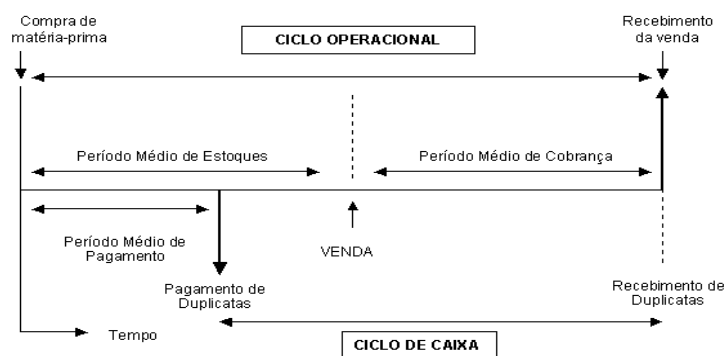 Compra de
matéria-prima
CICLO OPERACIONAL
Recebimento
da venda
Período Médio de Estoques
Período Médio de Cobrança
Período Médio de
Pagamento
VENDA
Pagamento de
Duplicatas
Recebimento de
Duplicatas
Tempo
CICLO DE CAIXA